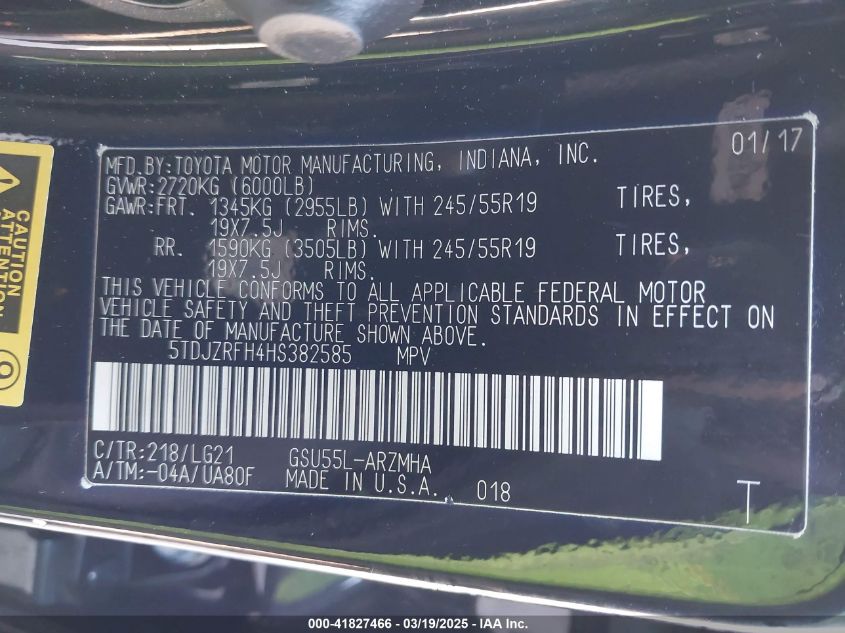 MFD.BY:TOYOTA MOTOR MANUFACTURING, INDIANA, INC. 01/17
GVWR:2720KG (6000LB)
GAWR:FRT. 1345KG (2955LB) WITH 245/55R19 TIRES,
19X7.5J RIMS.
RR. 1590KG (3505LB) WITH 245/55R19 TIRES,
19X7.5J RIMS.
THIS VEHICLE CONFORMS TO ALL APPLICABLE FEDERAL MOTOR
VEHICLE SAFETY AND THEFT PREVENTION STANDARDS IN EFFECT ON
THE DATE OF MANUFACTURE SHOWN ABOVE.
5TDJZRFH4HS382585 MPV
C/TR:218/LG21 GSU55L-ARZMHA
A/TM:-04A/UA80F MADE IN U.S.A. 018
T
CAUTION
ATTENTION
000-41827466 - 03/19/2025 - IAA Inc.